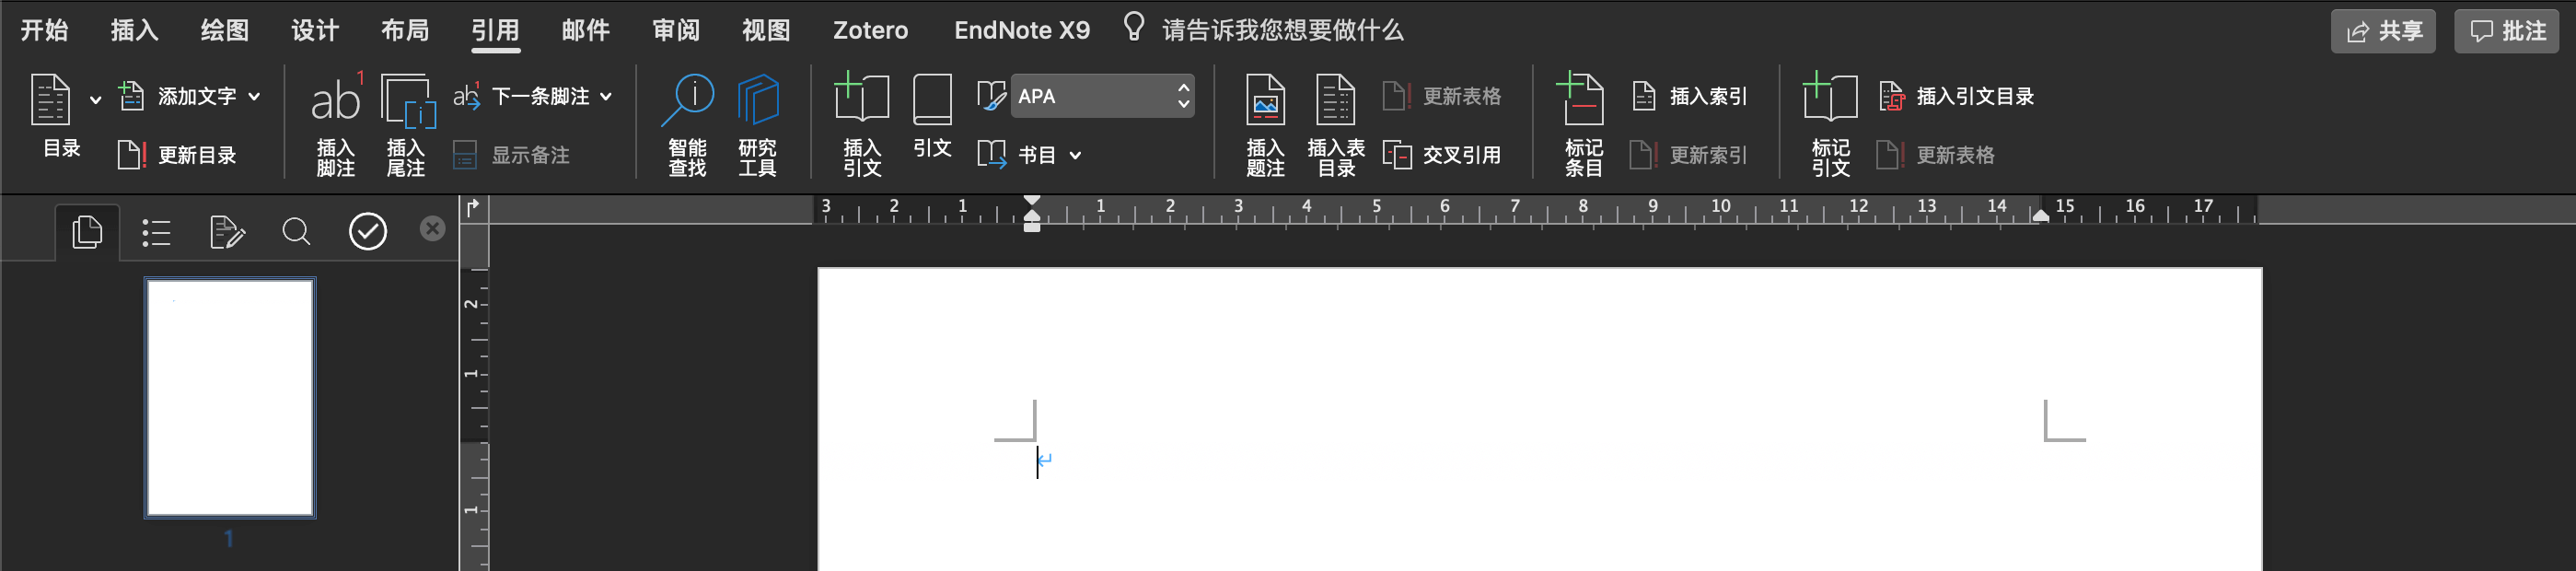 开始 插入 绘图 设计 布局 引用 邮件 审阅 视图 Zotero EndNote X9 请告诉我您想要做什么 共享 批注
目录 添加文字 更新目录
ab 1 插入脚注 插入尾注 ab 1 下一条脚注 显示备注
智能查找 研究工具
插入引文 引文 APA 书目
插入题注 插入表目录 更新表格 交叉引用
标记条目 插入索引 更新索引
标记引文 插入引文目录 更新表格
3 2 1 1 2 3 4 5 6 7 8 9 10 11 12 13 14 15 16 17
2
1
1
1